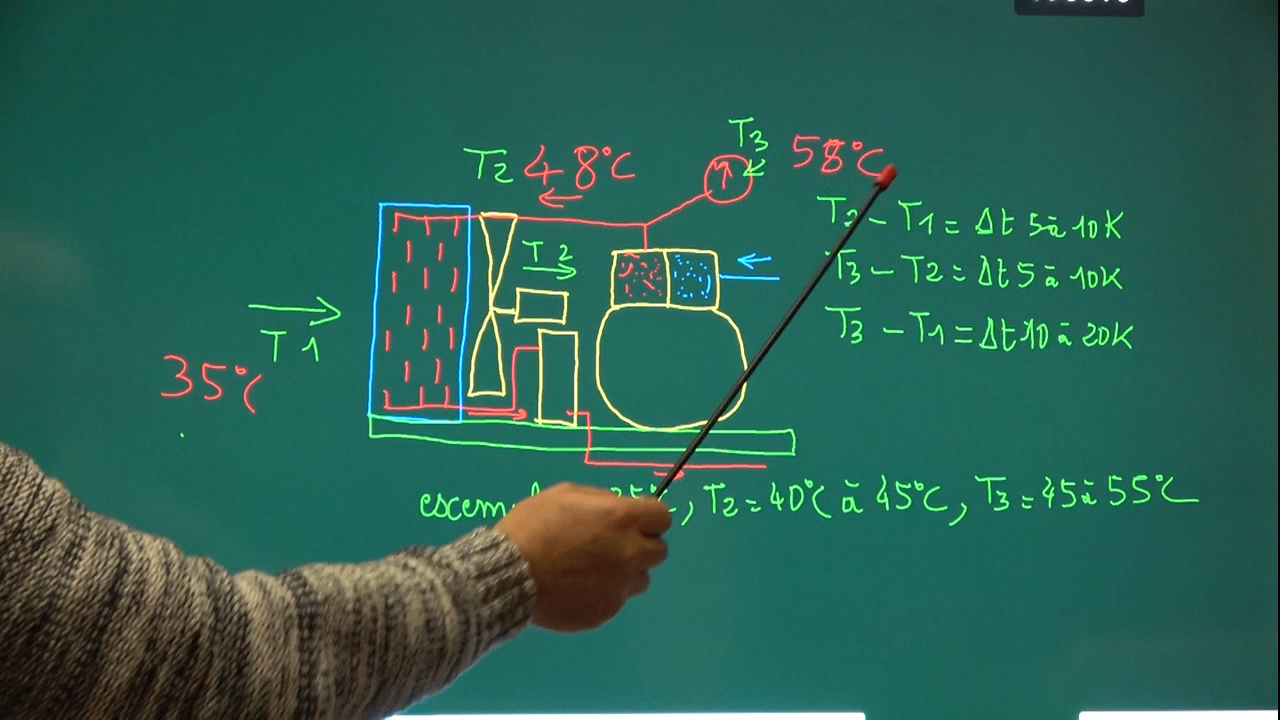 T3 58°C
T2 48°C
T2 - T1 = Δt 5 à 10K
T2
T3 - T2 = Δt 5 à 10K
T1
T3 - T1 = Δt 10 à 20K
35°C
T2 = 40°C à 45°C, T3 = 45 à 55°C